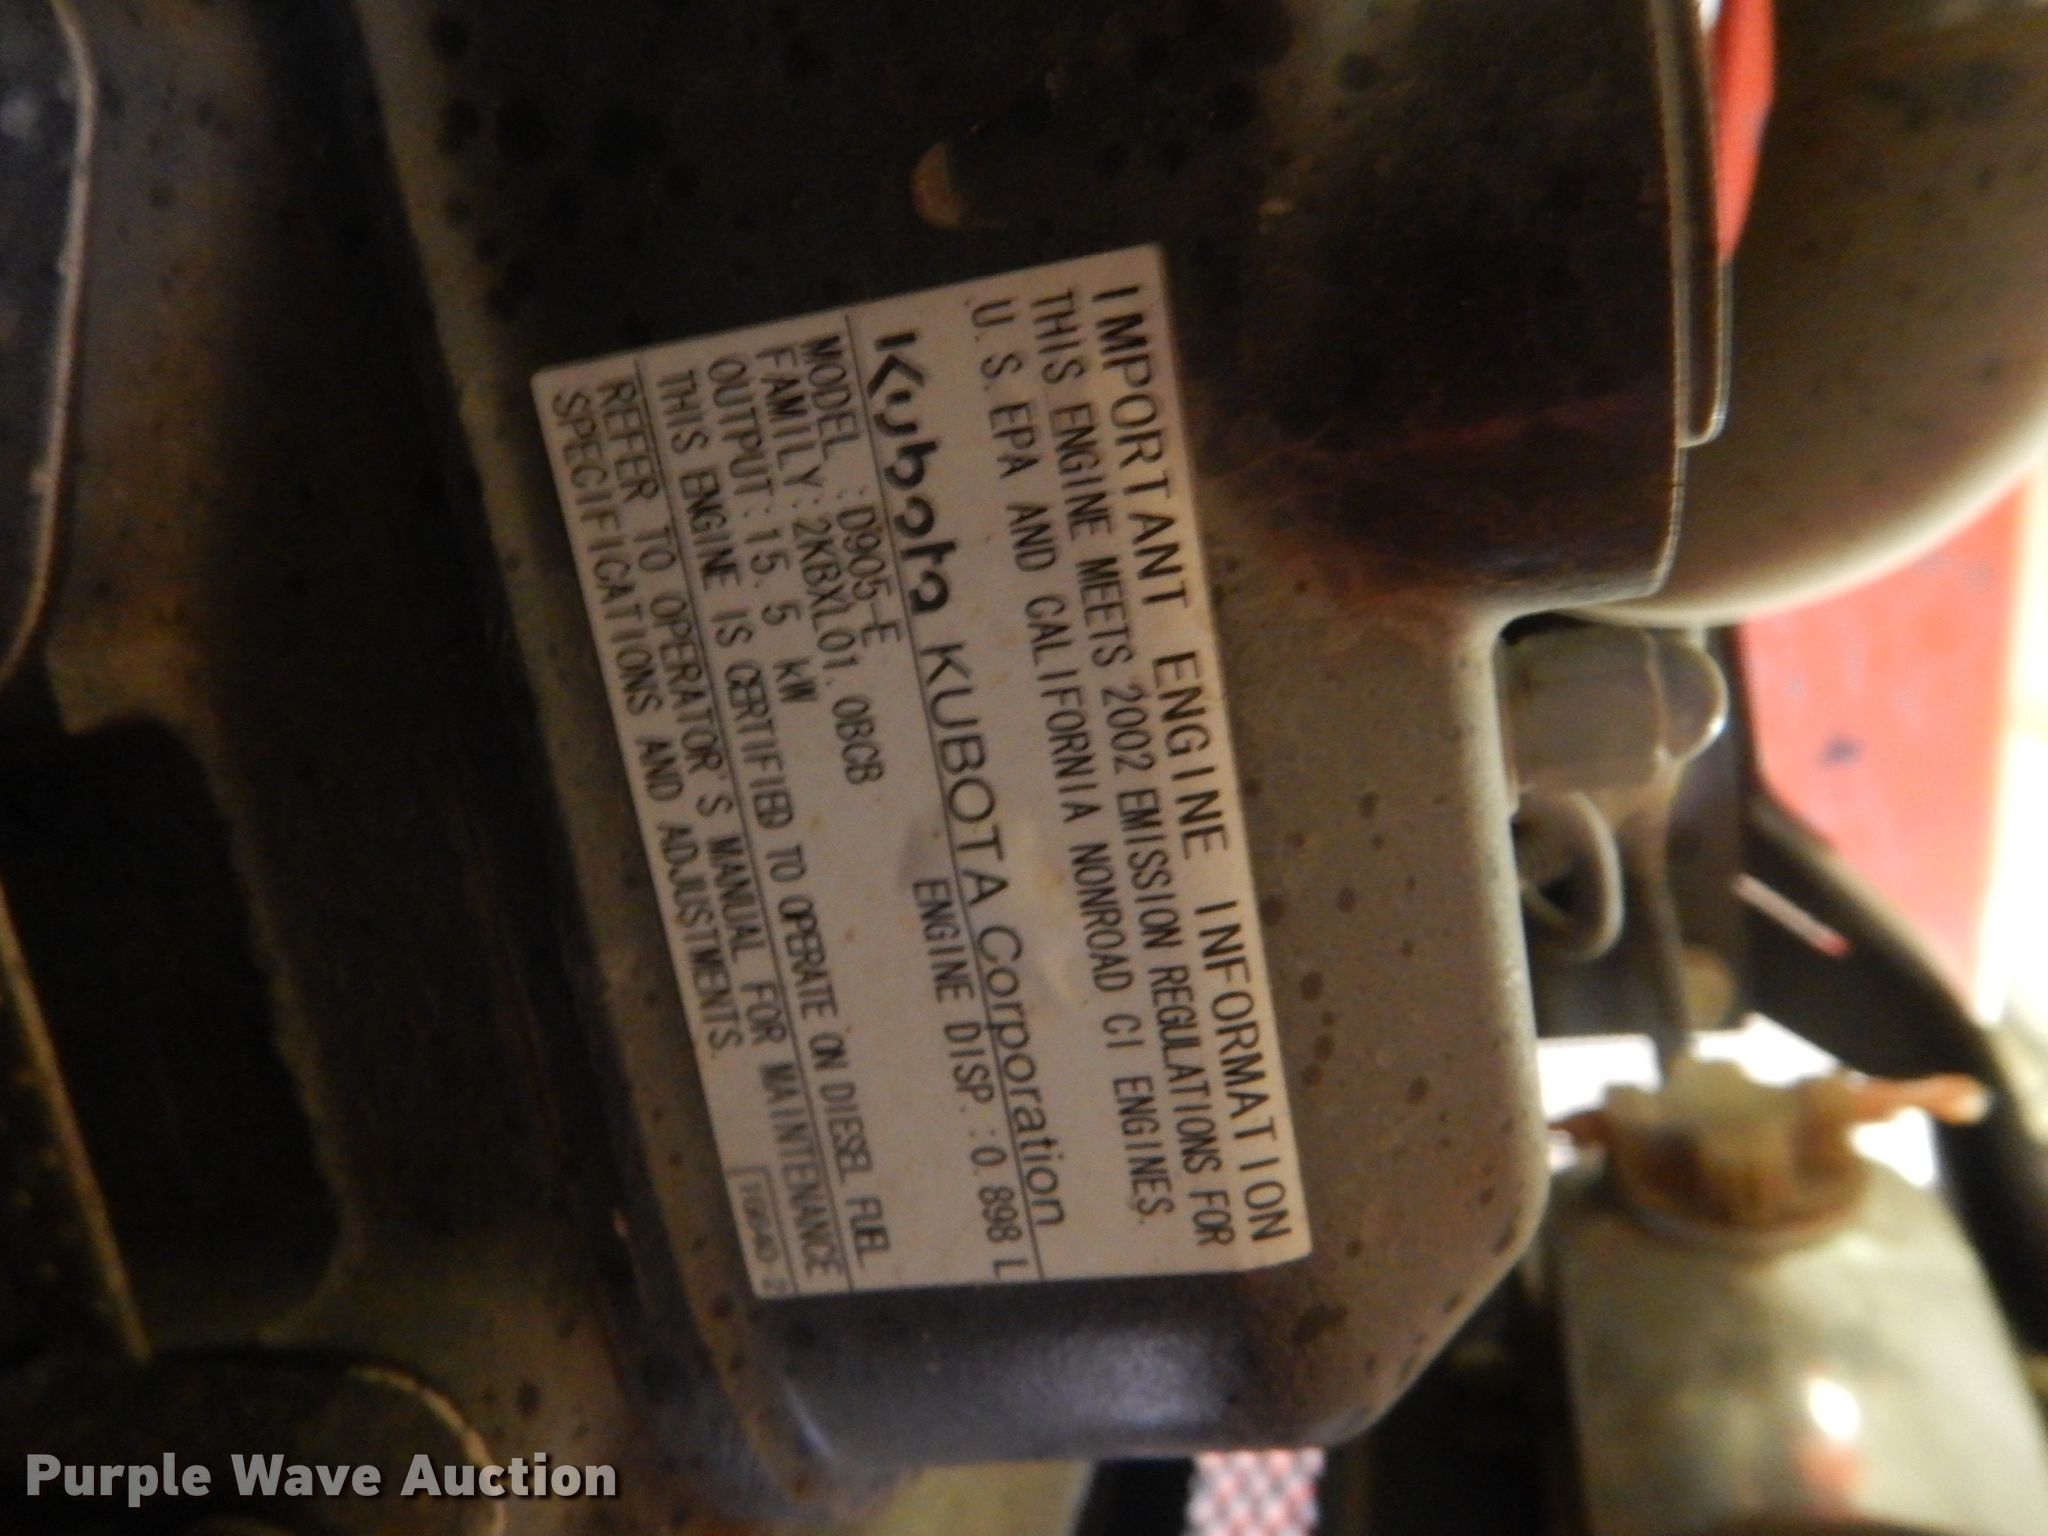 IMPORTANT ENGINE INFORMATION
THIS ENGINE MEETS 2002 EMISSION REGULATIONS FOR
U.S. EPA AND CALIFORNIA NONROAD CI ENGINES.
Kubota KUBOTA Corporation
MODEL :D905-E ENGINE DISP.:0.898 L
FAMILY:2KBXL01.0BCB
OUTPUT:15.5 kW
THIS ENGINE IS CERTIFIED TO OPERATE ON DIESEL FUEL
REFER TO OPERATOR'S MANUAL FOR MAINTENANCE
SPECIFICATIONS AND ADJUSTMENTS.
Purple Wave Auction